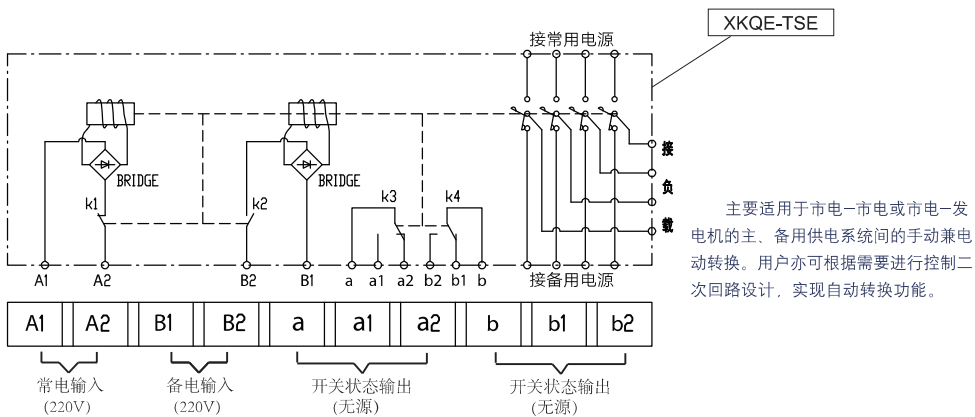 XKQE-TSE
接常用电源
BRIDGE
BRIDGE
k1
k2
k3
k4
接
负
载
A1
A2
B2
B1
a
a1
a2
b2
b1
b
接备用电源
主要适用于市电—市电或市电—发
电机的主、备用供电系统间的手动兼电
动转换。用户亦可根据需要进行控制二
次回路设计，实现自动转换功能。
A1 A2 B1 B2 a a1 a2 b b1 b2
常电输入
(220V)
备电输入
(220V)
开关状态输出
(无源)
开关状态输出
(无源)